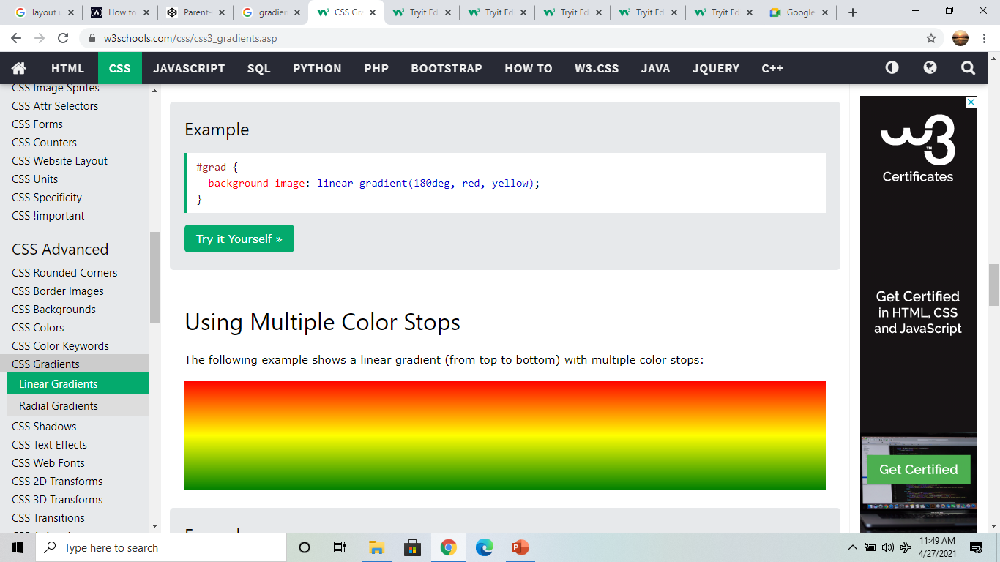 layout
How to
Parent-
gradien
CSS Gr
Tryit Ed
Tryit Ed
Tryit Ed
Tryit Ed
Tryit Ed
Google
w3schools.com/css/css3_gradients.asp
HTML CSS JAVASCRIPT SQL PYTHON PHP BOOTSTRAP HOW TO W3.CSS JAVA JQUERY C++
CSS Image Sprites
CSS Attr Selectors
CSS Forms
CSS Counters
CSS Website Layout
CSS Units
CSS Specificity
CSS !important
CSS Advanced
CSS Rounded Corners
CSS Border Images
CSS Backgrounds
CSS Colors
CSS Color Keywords
CSS Gradients
Linear Gradients
Radial Gradients
CSS Shadows
CSS Text Effects
CSS Web Fonts
CSS 2D Transforms
CSS 3D Transforms
CSS Transitions
Example
#grad {
background-image: linear-gradient(180deg, red, yellow);
}
Try it Yourself »
Using Multiple Color Stops
The following example shows a linear gradient (from top to bottom) with multiple color stops:
w3
TM
Certificates
Get Certified
in HTML, CSS
and JavaScript
Get Certified
Type here to search
11:49 AM
4/27/2021